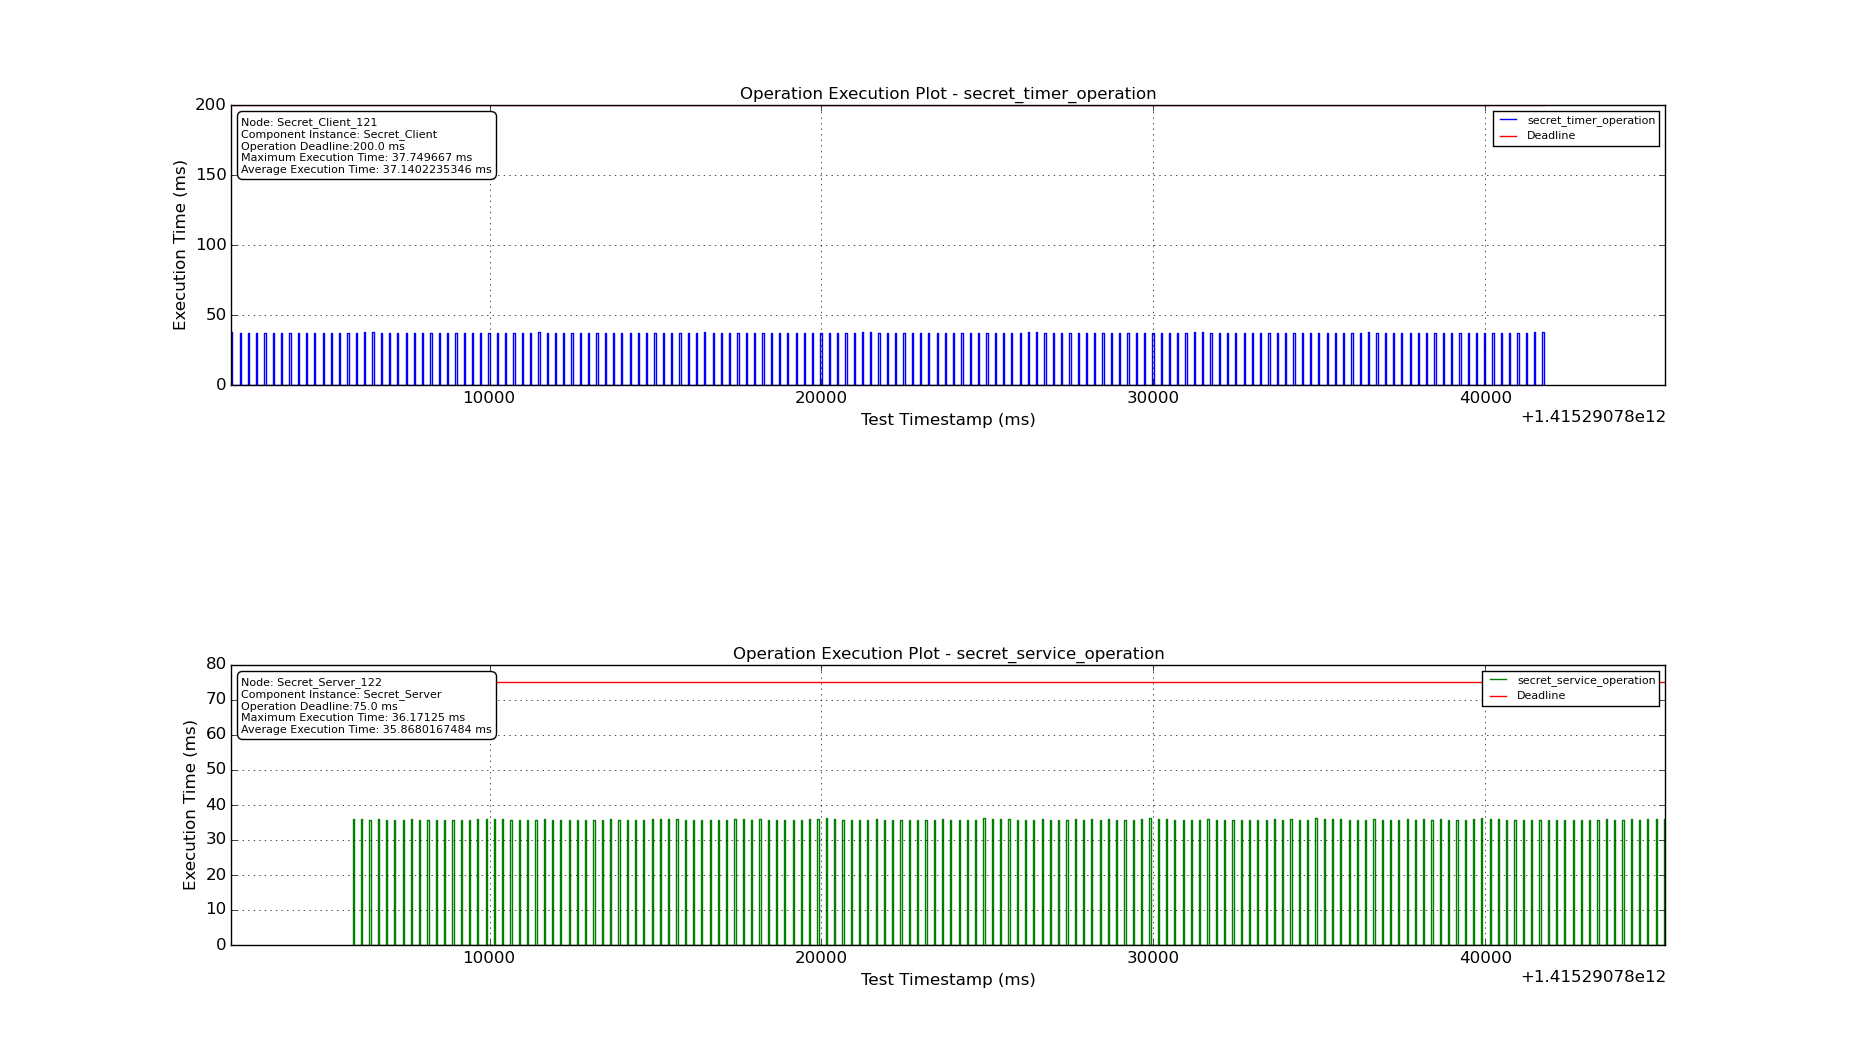 Operation Execution Plot - secret_timer_operation
Node: Secret_Client_121
Component Instance: Secret_Client
Operation Deadline:200.0 ms
Maximum Execution Time: 37.749667 ms
Average Execution Time: 37.1402235346 ms
secret_timer_operation
Deadline
Execution Time (ms)
200
150
100
50
0
10000
20000
30000
40000
+1.41529078e12
Test Timestamp (ms)
Operation Execution Plot - secret_service_operation
Node: Secret_Server_122
Component Instance: Secret_Server
Operation Deadline:75.0 ms
Maximum Execution Time: 36.17125 ms
Average Execution Time: 35.8680167484 ms
secret_service_operation
Deadline
Execution Time (ms)
80
70
60
50
40
30
20
10
0
10000
20000
30000
40000
+1.41529078e12
Test Timestamp (ms)